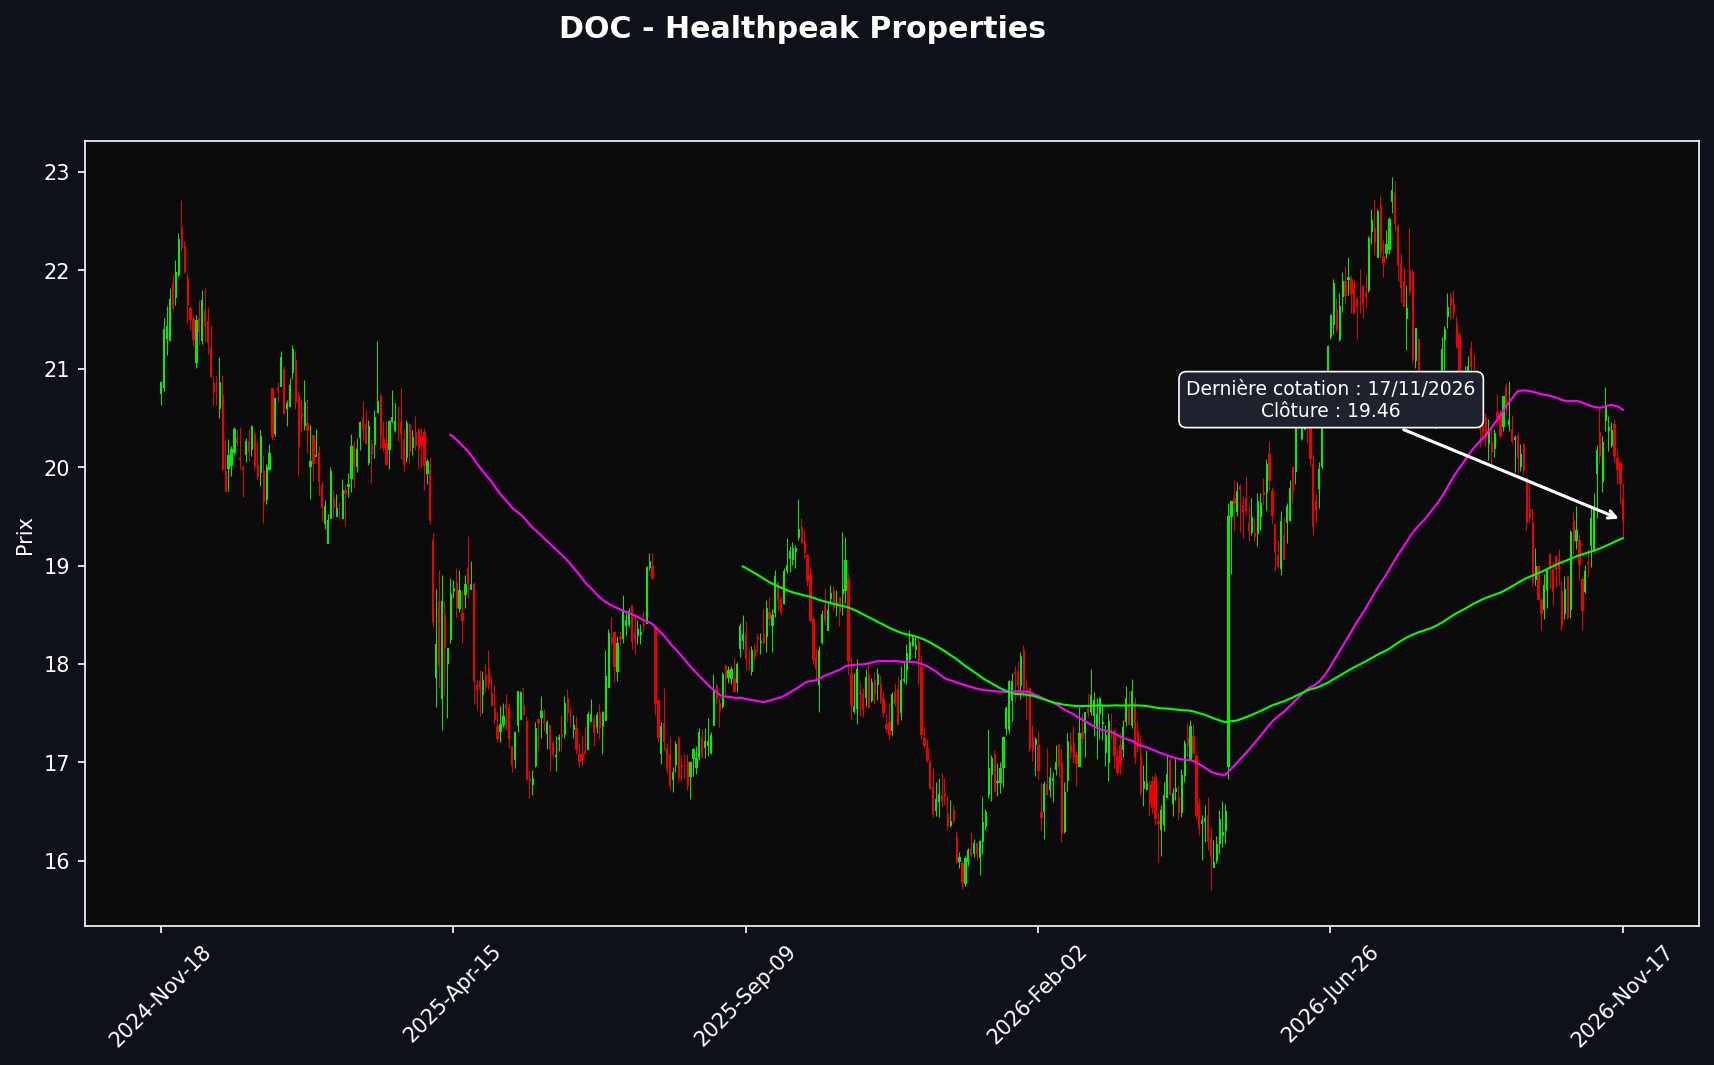 DOC - Healthpeak Properties
Prix
23
22
21
20
19
18
17
16
Dernière cotation : 17/11/2026
Clôture : 19.46
2024-Nov-18
2025-Apr-15
2025-Sep-09
2026-Feb-02
2026-Jun-26
2026-Nov-17